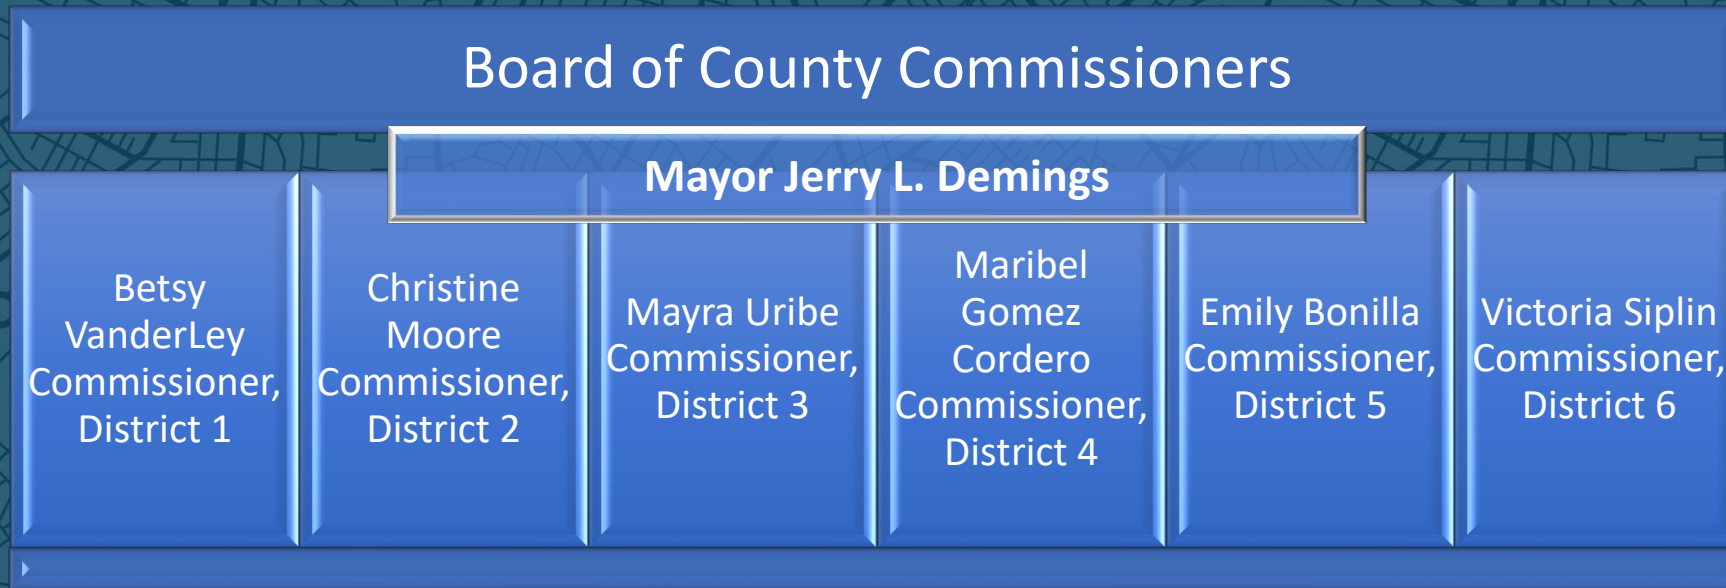 Board of County Commissioners
Mayor Jerry L. Demings
Betsy
VanderLey
Commissioner,
District 1
Christine
Moore
Commissioner,
District 2
Mayra Uribe
Commissioner,
District 3
Maribel
Gomez
Cordero
Commissioner,
District 4
Emily Bonilla
Commissioner,
District 5
Victoria Siplin
Commissioner,
District 6